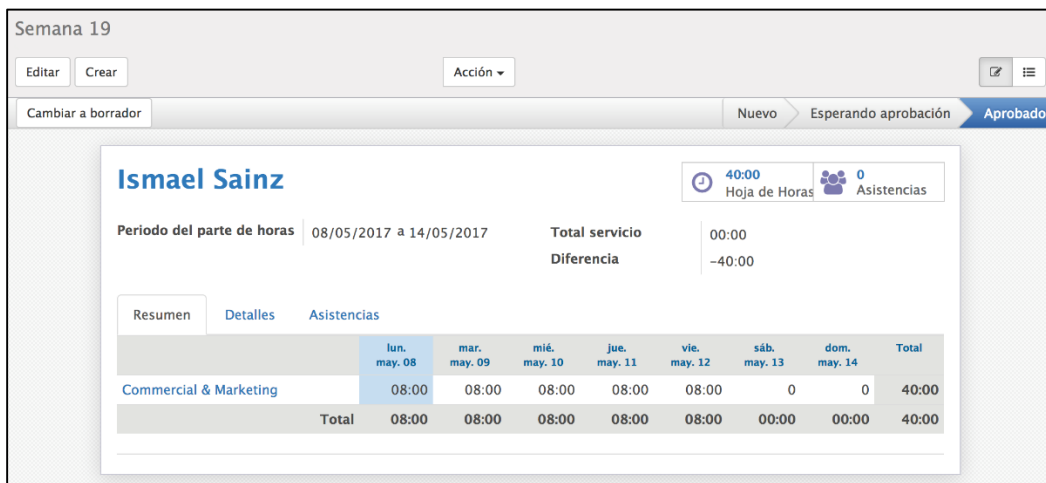 Semana 19
Editar Crear Acción
Cambiar a borrador Nuevo Esperando aprobación Aprobado
Ismael Sainz
40:00 Hoja de Horas
0 Asistencias
Periodo del parte de horas 08/05/2017 a 14/05/2017
Total servicio 00:00
Diferencia -40:00
Resumen Detalles Asistencias
lun. mar. mié. jue. vie. sáb. dom. Total
may. 08 may. 09 may. 10 may. 11 may. 12 may. 13 may. 14
Commercial & Marketing 08:00 08:00 08:00 08:00 08:00 0 0 40:00
Total 08:00 08:00 08:00 08:00 08:00 00:00 00:00 40:00